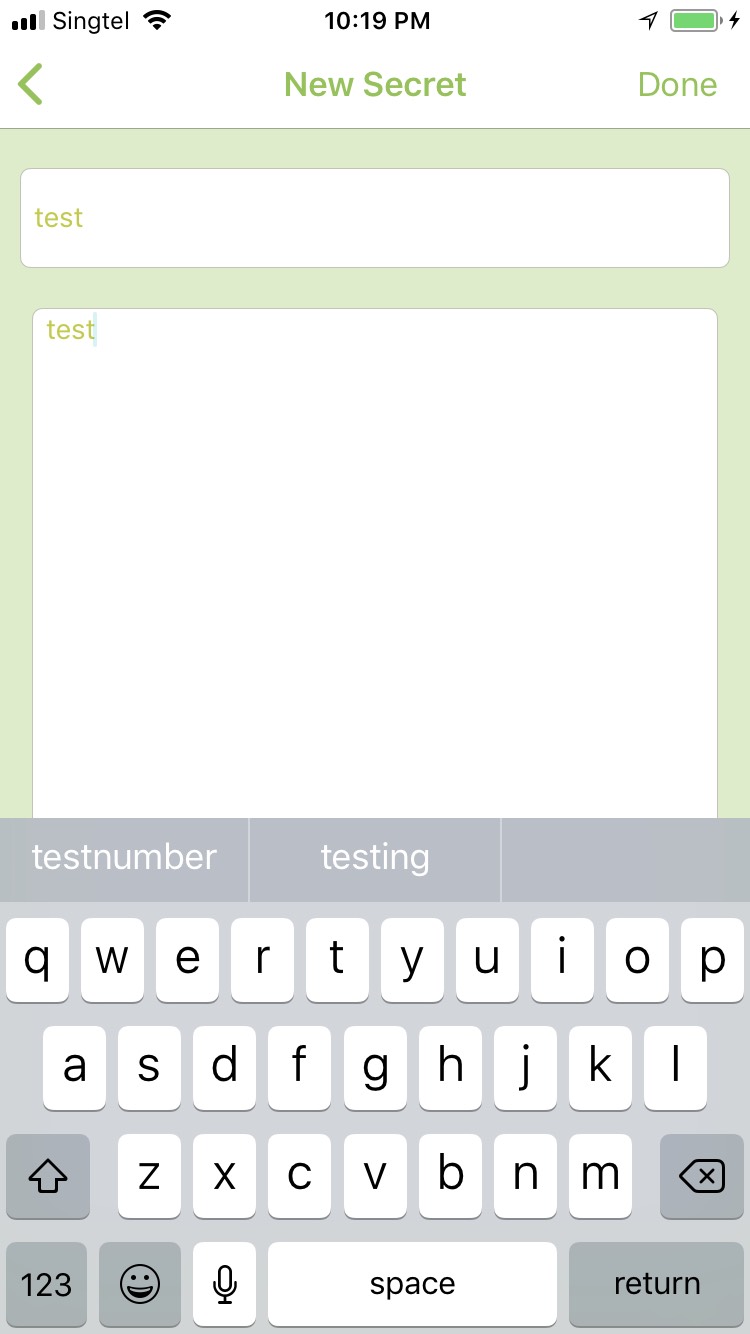 Singtel 10:19 PM
New Secret Done
test
test
testnumber testing
q w e r t y u i o p
a s d f g h j k l
z x c v b n m
123 space return